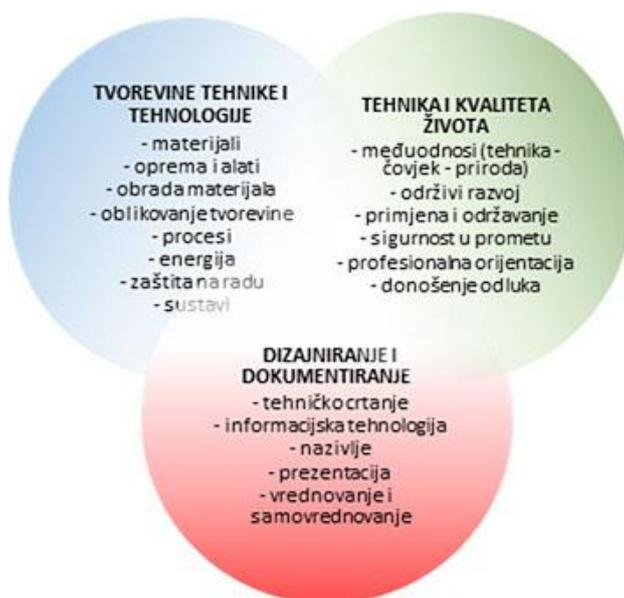 TVOREVINE TEHNIKE I
TEHNOLOGIJE
- materijali
- oprema i alati
- obrada materijala
- oblikovanje tvorevine
- procesi
- energija
- zaštita na radu
- sustavi
TEHNIKA I KVALITETA
ŽIVOTA
- međuodnosi (tehnika -
čovjek - priroda)
- održivi razvoj
- primjena i održavanje
- sigurnost u prometu
- profesionalna orijentacija
- donošenje odluka
DIZAJNIRANJE I
DOKUMENTIRANJE
- tehničko crtanje
- informacijska tehnologija
- nazivlje
- prezentacija
- vrednovanje i
samovrednovanje